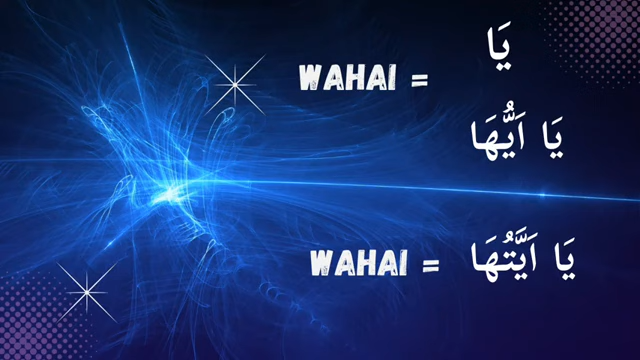 WAHAI = يَا
يَا اَيُّهَا
WAHAI = يَا اَيَّتُهَا